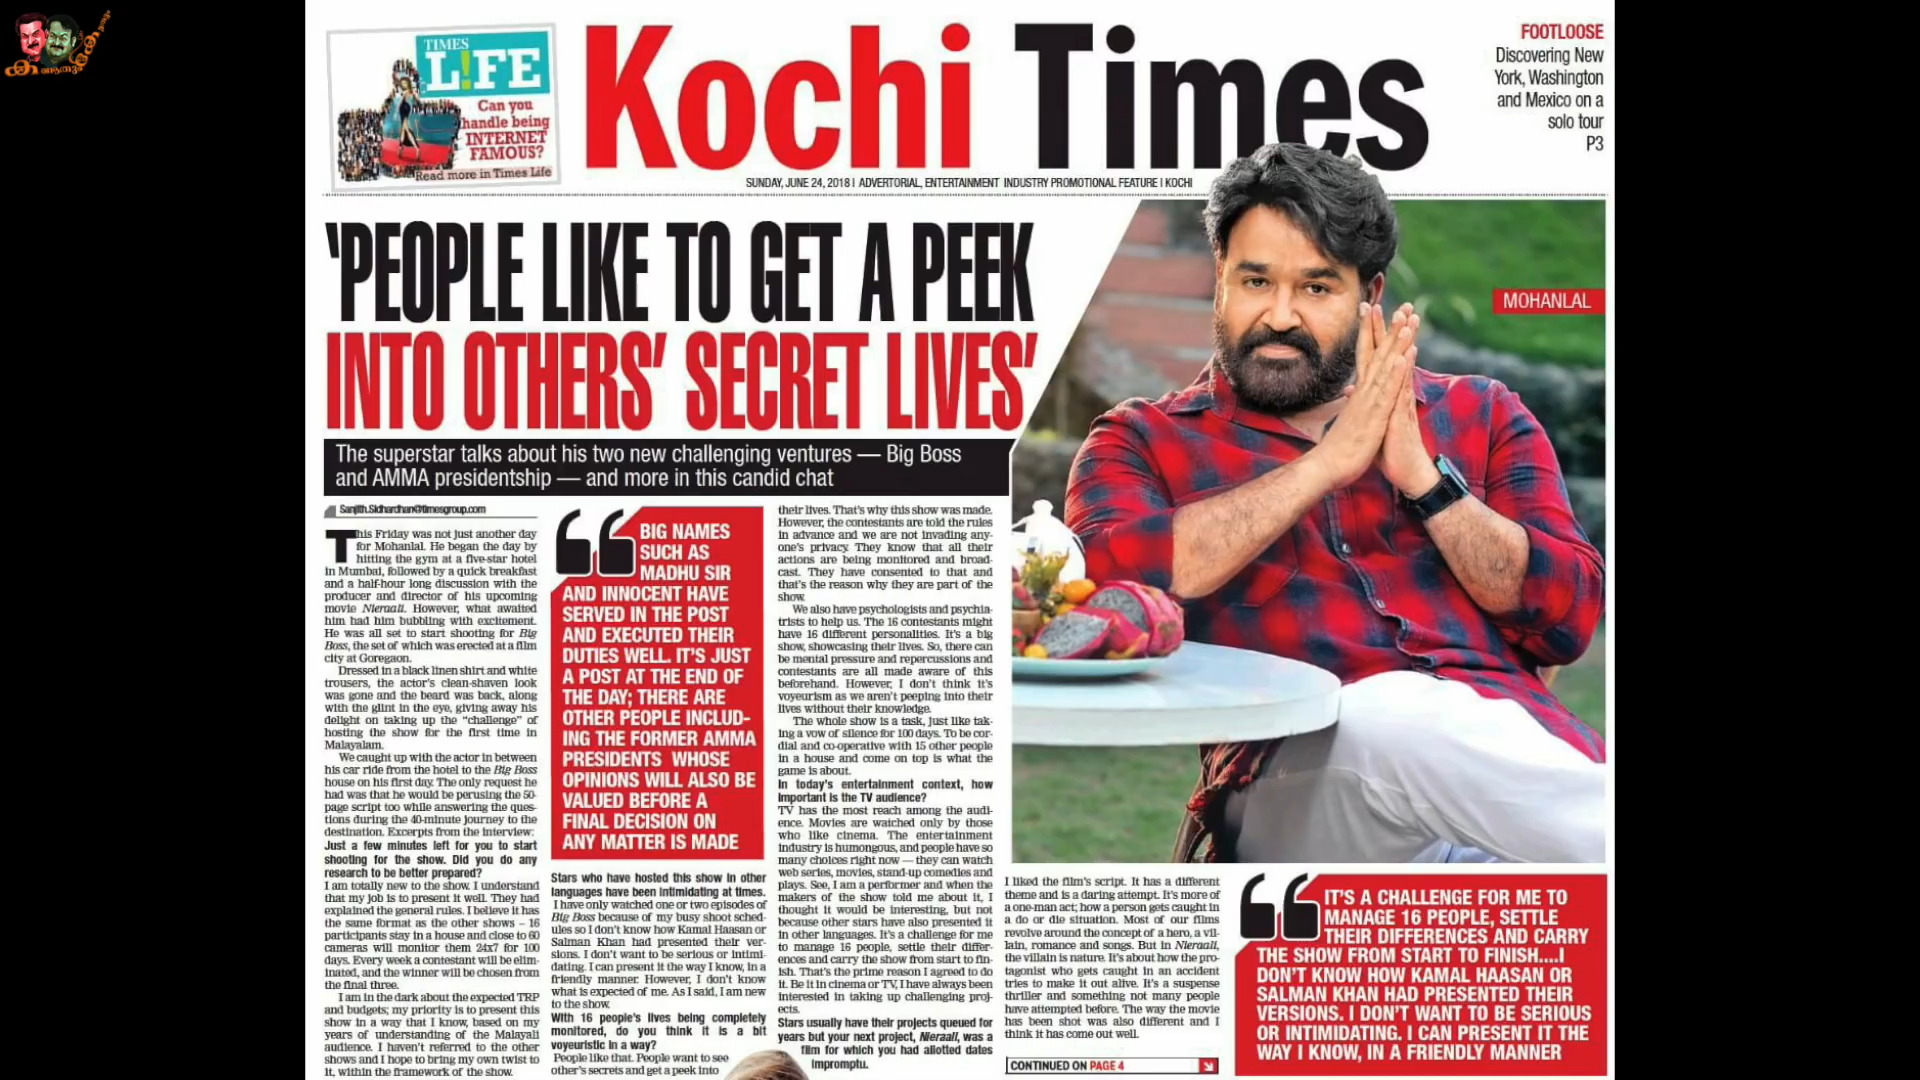 TIMES
L!FE
Can you
handle being
INTERNET
FAMOUS?
Read more in Times Life
Kochi Times
FOOTLOOSE
Discovering New
York, Washington
and Mexico on a
solo tour
P3
SUNDAY, JUNE 24, 2018 I ADVERTORIAL, ENTERTAINMENT INDUSTRY PROMOTIONAL FEATURE I KOCHI
‘PEOPLE LIKE TO GET A PEEK
INTO OTHERS’ SECRET LIVES’
MOHANLAL
The superstar talks about his two new challenging ventures — Big Boss
and AMMA presidentship — and more in this candid chat
Sanjith.Sidhardhan@timesgroup.com
This Friday was not just another day
for Mohanlal. He began the day by
hitting the gym at a five-star hotel
in Mumbai, followed by a quick breakfast
and a half-hour long discussion with the
producer and director of his upcoming
movie Nieraali. However, what awaited
him had him bubbling with excitement.
He was all set to start shooting for Big
Boss, the set of which was erected at a film
city at Goregaon.
Dressed in a black linen shirt and white
trousers, the actor's clean-shaven look
was gone and the beard was back, along
with the glint in the eye, giving away his
delight on taking up the “challenge” of
hosting the show for the first time in
Malayalam.
We caught up with the actor in between
his car ride from the hotel to the Big Boss
house on his first day. The only request he
had was that he would be perusing the 50-
page script too while answering the ques-
tions during the 40-minute journey to the
destination. Excerpts from the interview:
Just a few minutes left for you to start
shooting for the show. Did you do any
research to be better prepared?
I am totally new to the show. I understand
that my job is to present it well. They had
explained the general rules. I believe it has
the same format as the other shows – 16
participants stay in a house and close to 60
cameras will monitor them 24x7 for 100
days. Every week a contestant will be elim-
inated, and the winner will be chosen from
the final three.
I am in the dark about the expected TRP
and budgets; my priority is to present this
show in a way that I know, based on my
years of understanding of the Malayali
audience. I haven't referred to the other
shows and I hope to bring my own twist to
it, within the framework of the show.
BIG NAMES
SUCH AS
MADHU SIR
AND INNOCENT HAVE
SERVED IN THE POST
AND EXECUTED THEIR
DUTIES WELL. IT’S JUST
A POST AT THE END OF
THE DAY; THERE ARE
OTHER PEOPLE INCLUD-
ING THE FORMER AMMA
PRESIDENTS WHOSE
OPINIONS WILL ALSO BE
VALUED BEFORE A
FINAL DECISION ON
ANY MATTER IS MADE
Stars who have hosted this show in other
languages have been intimidating at times.
I have only watched one or two episodes of
Big Boss because of my busy shoot sched-
ules so I don't know how Kamal Haasan or
Salman Khan had presented their ver-
sions. I don't want to be serious or intimi-
dating. I can present it the way I know, in a
friendly manner. However, I don't know
what is expected of me. As I said, I am new
to the show.
With 16 people's lives being completely
monitored, do you think it is a bit
voyeuristic in a way?
People like that. People want to see
other's secrets and get a peek into
their lives. That's why this show was made.
However, the contestants are told the rules
in advance and we are not invading any-
one's privacy. They know that all their
actions are being monitored and broad-
cast. They have consented to that and
that's the reason why they are part of the
show.
We also have psychologists and psychia-
trists to help us. The 16 contestants might
have 16 different personalities. It's a big
show, showcasing their lives. So, there can
be mental pressure and repercussions and
contestants are all made aware of this
beforehand. However, I don't think it's
voyeurism as we aren't peeping into their
lives without their knowledge.
The whole show is a task, just like tak-
ing a vow of silence for 100 days. To be cor-
dial and co-operative with 15 other people
in a house and come on top is what the
game is about.
In today's entertainment context, how
important is the TV audience?
TV has the most reach among the audi-
ence. Movies are watched only by those
who like cinema. The entertainment
industry is humongous, and people have so
many choices right now — they can watch
web series, movies, stand-up comedies and
plays. See, I am a performer and when the
makers of the show told me about it, I
thought it would be interesting, but not
because other stars have also presented it
in other languages. It's a challenge for me
to manage 16 people, settle their differ-
ences and carry the show from start to fin-
ish. That's the prime reason I agreed to do
it. Be it in cinema or TV, I have always been
interested in taking up challenging proj-
ects.
Stars usually have their projects queued for
years but your next project, Nieraali, was a
film for which you had allotted dates
impromptu.
I liked the film's script. It has a different
theme and is a daring attempt. It's more of
a one-man act; how a person gets caught in
a do or die situation. Most of our films
revolve around the concept of a hero, a vil-
lain, romance and songs. But in Nieraali,
the villain is nature. It's about how the pro-
tagonist who gets caught in an accident
tries to make it out alive. It's a suspense
thriller and something not many people
have attempted before. The way the movie
has been shot was also different and I
think it has come out well.
CONTINUED ON PAGE 4
IT’S A CHALLENGE FOR ME TO
MANAGE 16 PEOPLE, SETTLE
THEIR DIFFERENCES AND CARRY
THE SHOW FROM START TO FINISH....I
DON’T KNOW HOW KAMAL HAASAN OR
SALMAN KHAN HAD PRESENTED THEIR
VERSIONS. I DON’T WANT TO BE SERIOUS
OR INTIMIDATING. I CAN PRESENT IT THE
WAY I KNOW, IN A FRIENDLY MANNER